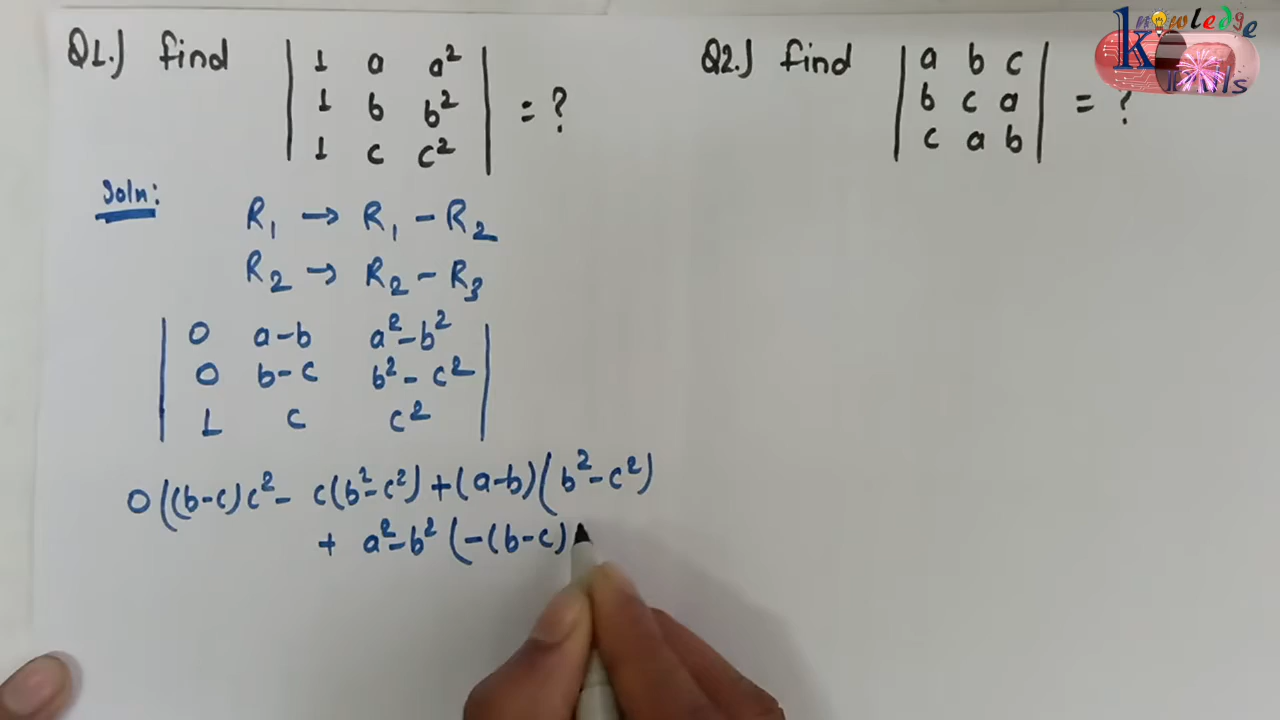 Q1.) find | 1 a a² |
| 1 b b² | = ?
| 1 c c² |
Soln:
R₁ → R₁ - R₂
R₂ → R₂ - R₃
| 0 a-b a²-b² |
| 0 b-c b²-c² |
| 1 c c² |
0((b-c)c² - c(b²-c²) + (a-b)(b²-c²)
+ a²-b² (-(b-c)
Q2.) find | a b c |
| b c a | = ?
| c a b |
knowledge